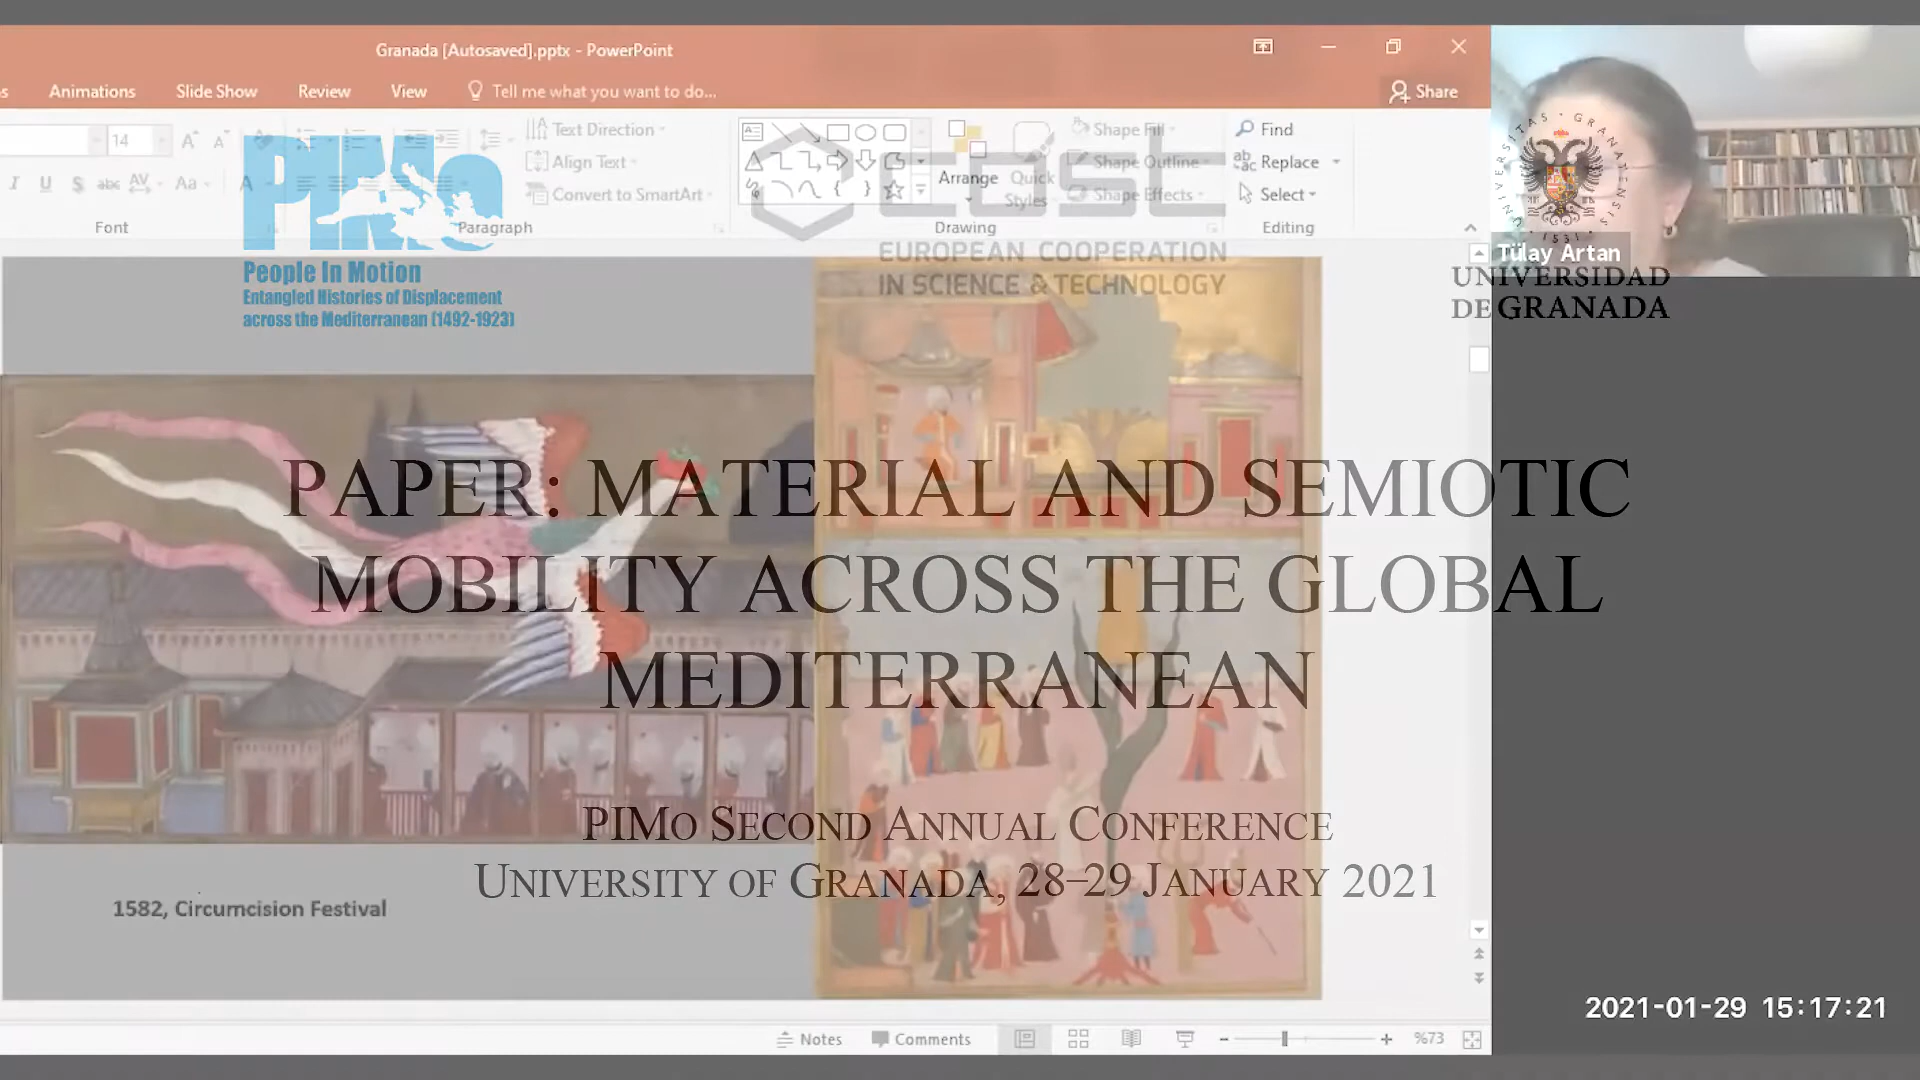 Granada [Autosaved].pptx - PowerPoint
s Animations Slide Show Review View Tell me what you want to do... Share
14
Text Direction
Align Text
Convert to SmartArt
Arrange
Quick Styles
Shape Fill
Shape Outline
Shape Effects
Find
Replace
Select
Font Paragraph Drawing Editing
PIMo
People In Motion
Entangled Histories of Displacement
across the Mediterranean (1492-1923)
cost
EUROPEAN COOPERATION
IN SCIENCE & TECHNOLOGY
UNIVERSITAS GRANATENSIS
1531
Tülay Artan
UNIVERSIDAD
DE GRANADA
PAPER: MATERIAL AND SEMIOTIC
MOBILITY ACROSS THE GLOBAL
MEDITERRANEAN
PIMO SECOND ANNUAL CONFERENCE
UNIVERSITY OF GRANADA, 28–29 JANUARY 2021
1582, Circumcision Festival
2021-01-29 15:17:21
Notes Comments %73